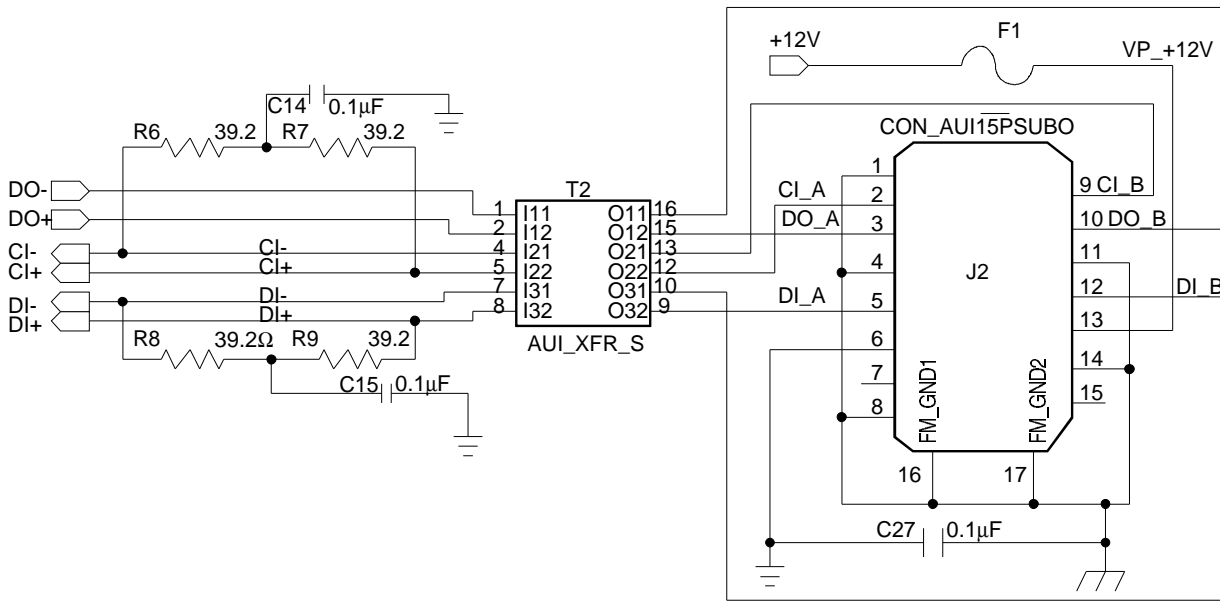 +12V
F1
VP_+12V
C14
0.1µF
R6
39.2
R7
39.2
CON_AUI15PSUBO
DO-
DO+
CI-
CI+
DI-
DI+
CI-
CI+
DI-
DI+
T2
1 I11 O11 16
2 I12 O12 15
4 I21 O21 13
5 I22 O22 12
7 I31 O31 10
8 I32 O32 9
AUI_XFR_S
R8
39.2Ω
R9
39.2
C15
0.1µF
CI_A
DO_A
DI_A
1
2
3
4
5
6
7
8
J2
9 CI_B
10 DO_B
11
12 DI_B
13
14
15
FM_GND1
FM_GND2
16
17
C27
0.1µF